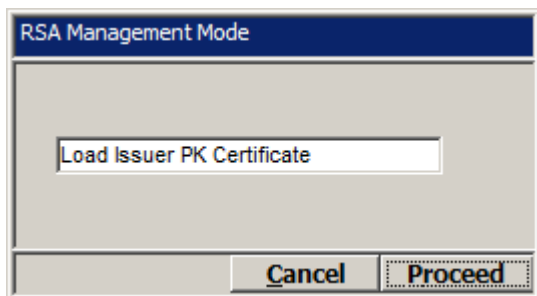 RSA Management Mode
Load Issuer PK Certificate
Cancel Proceed